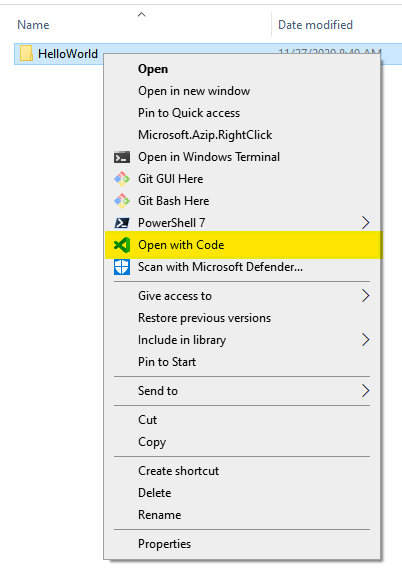 Name Date modified
HelloWorld 11/27/2020 8:49 AM
Open
Open in new window
Pin to Quick access
Microsoft.Azip.RightClick
Open in Windows Terminal
Git GUI Here
Git Bash Here
PowerShell 7
Open with Code
Scan with Microsoft Defender...
Give access to
Restore previous versions
Include in library
Pin to Start
Send to
Cut
Copy
Create shortcut
Delete
Rename
Properties